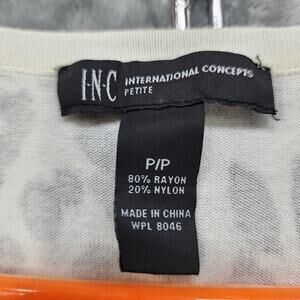 I·N·C INTERNATIONAL CONCEPTS
PETITE
P/P
80% RAYON
20% NYLON
MADE IN CHINA
WPL 8046